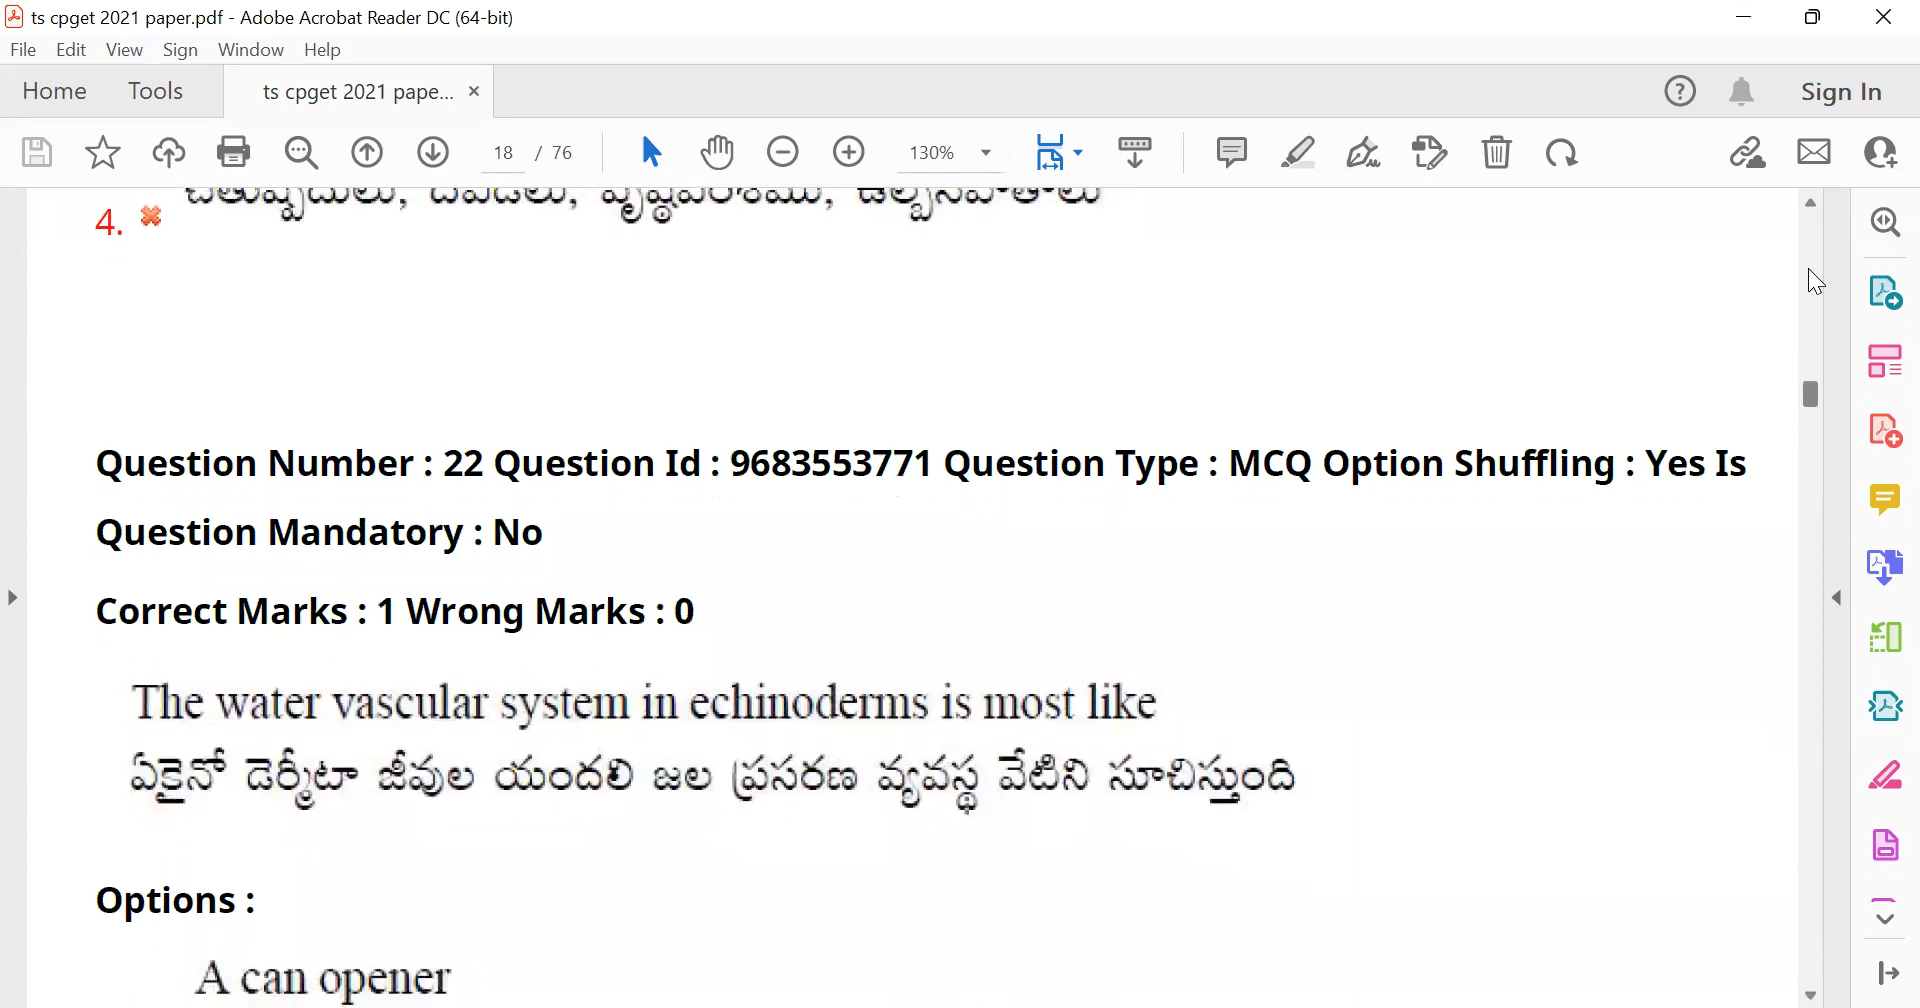 ts cpget 2021 paper.pdf - Adobe Acrobat Reader DC (64-bit)
File Edit View Sign Window Help
Home Tools ts cpget 2021 pape... × Sign In
18 / 76 130%
4.
Question Number : 22 Question Id : 9683553771 Question Type : MCQ Option Shuffling : Yes Is
Question Mandatory : No
Correct Marks : 1 Wrong Marks : 0
The water vascular system in echinoderms is most like
ఏకైనో డెర్మీటా జీవుల యందలి జల ప్రసరణ వ్యవస్థ వేటిని సూచిస్తుంది
Options :
A can opener